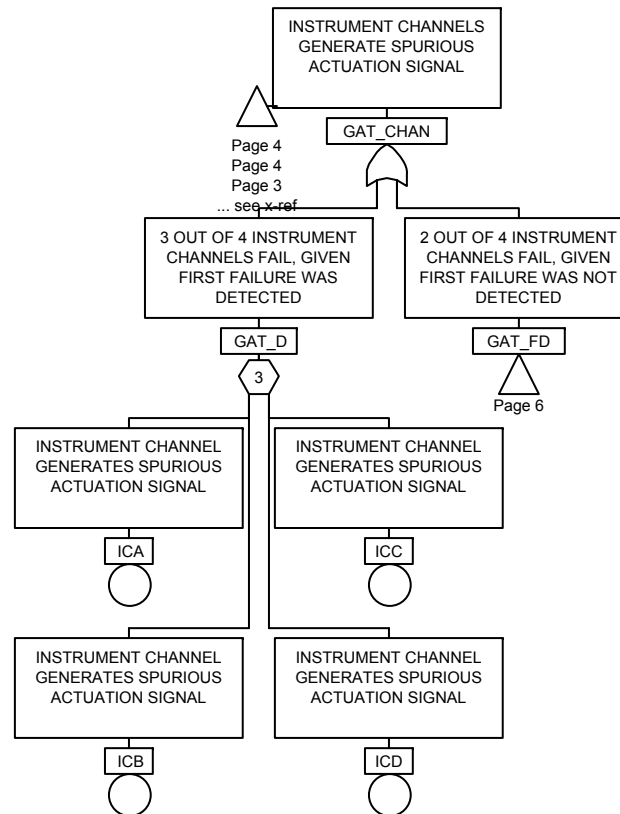 INSTRUMENT CHANNELS
GENERATE SPURIOUS
ACTUATION SIGNAL
GAT_CHAN
Page 4
Page 4
Page 3
... see x-ref
3 OUT OF 4 INSTRUMENT
CHANNELS FAIL, GIVEN
FIRST FAILURE WAS
DETECTED
GAT_D
3
2 OUT OF 4 INSTRUMENT
CHANNELS FAIL, GIVEN
FIRST FAILURE WAS NOT
DETECTED
GAT_FD
Page 6
INSTRUMENT CHANNEL
GENERATES SPURIOUS
ACTUATION SIGNAL
ICA
INSTRUMENT CHANNEL
GENERATES SPURIOUS
ACTUATION SIGNAL
ICC
INSTRUMENT CHANNEL
GENERATES SPURIOUS
ACTUATION SIGNAL
ICB
INSTRUMENT CHANNEL
GENERATES SPURIOUS
ACTUATION SIGNAL
ICD